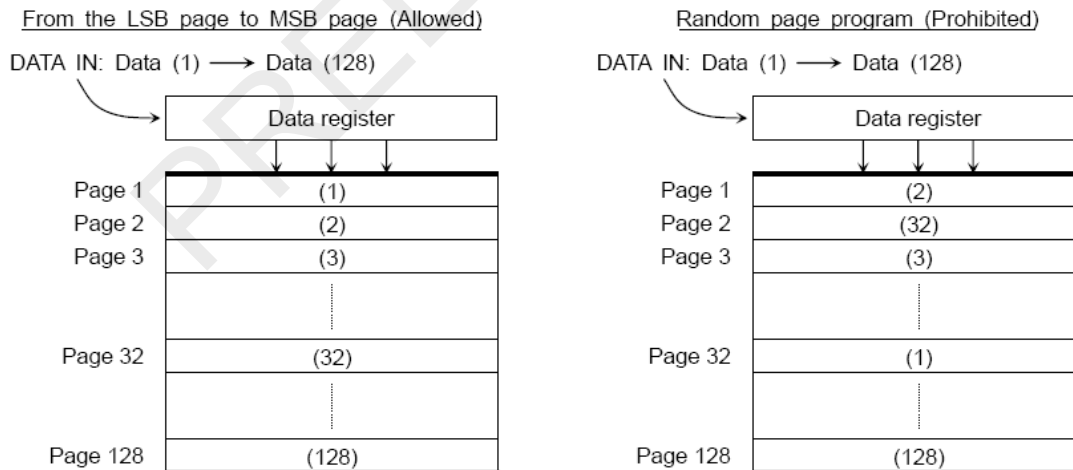 From the LSB page to MSB page (Allowed)
DATA IN: Data (1) → Data (128)
Data register
Page 1 (1)
Page 2 (2)
Page 3 (3)
Page 32 (32)
Page 128 (128)
Random page program (Prohibited)
DATA IN: Data (1) → Data (128)
Data register
Page 1 (2)
Page 2 (32)
Page 3 (3)
Page 32 (1)
Page 128 (128)